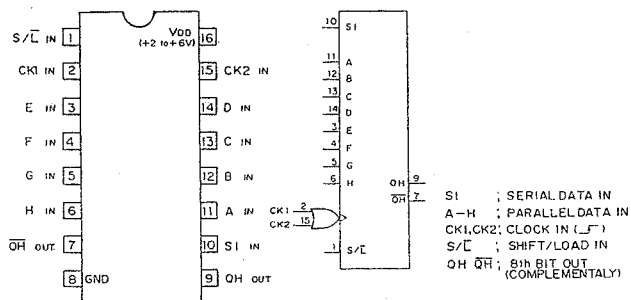 S/L̅ IN 1
VDD 16
(+2 to +6V)
CK1 IN 2
15 CK2 IN
E IN 3
14 D IN
F IN 4
13 C IN
G IN 5
12 B IN
H IN 6
11 A IN
Q̅H̅ OUT 7
10 SI IN
8 GND
9 QH OUT
10 SI
11 A
12 B
13 C
14 D
3 E
4 F
5 G
6 H
QH 9
Q̅H̅ 7
CK1 2
CK2 15
1 S/L̅
SI ; SERIAL DATA IN
A-H ; PARALLEL DATA IN
CK1,CK2; CLOCK IN ( )
S/L̅ ; SHIFT/LOAD IN
QH Q̅H̅ ; 8th BIT OUT
(COMPLEMENTALY)